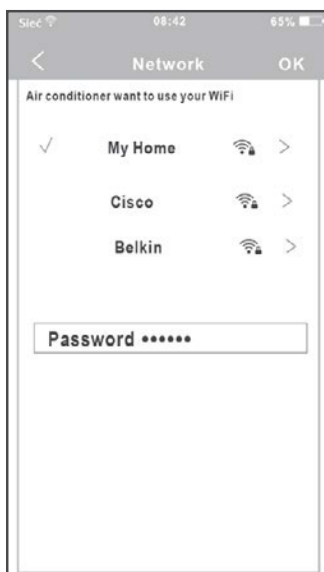 Sieć 08:42 65%
Network OK
Air conditioner want to use your WiFi
My Home
Cisco
Belkin
Password ••••••